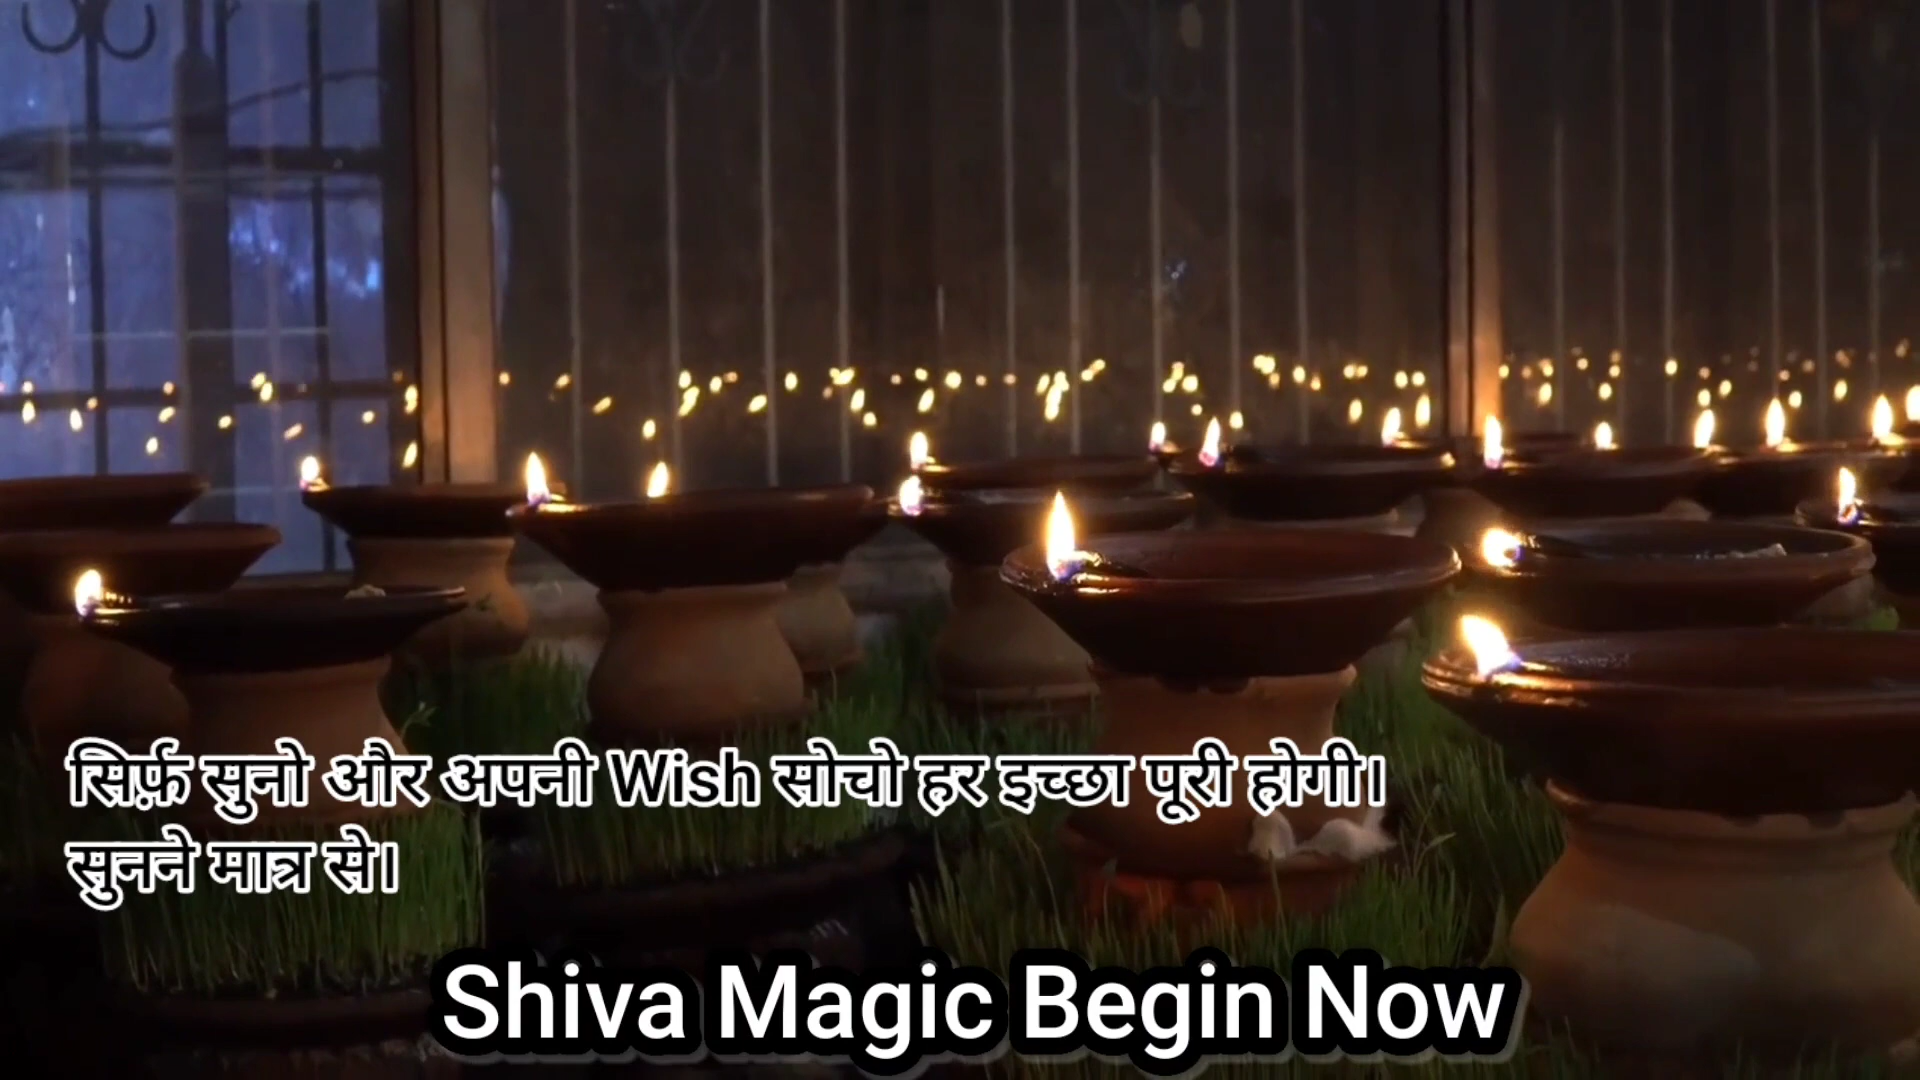 सिर्फ़ सुनो और अपनी Wish सोचो हर इच्छा पूरी होगी।
सुनने मात्र से।
Shiva Magic Begin Now